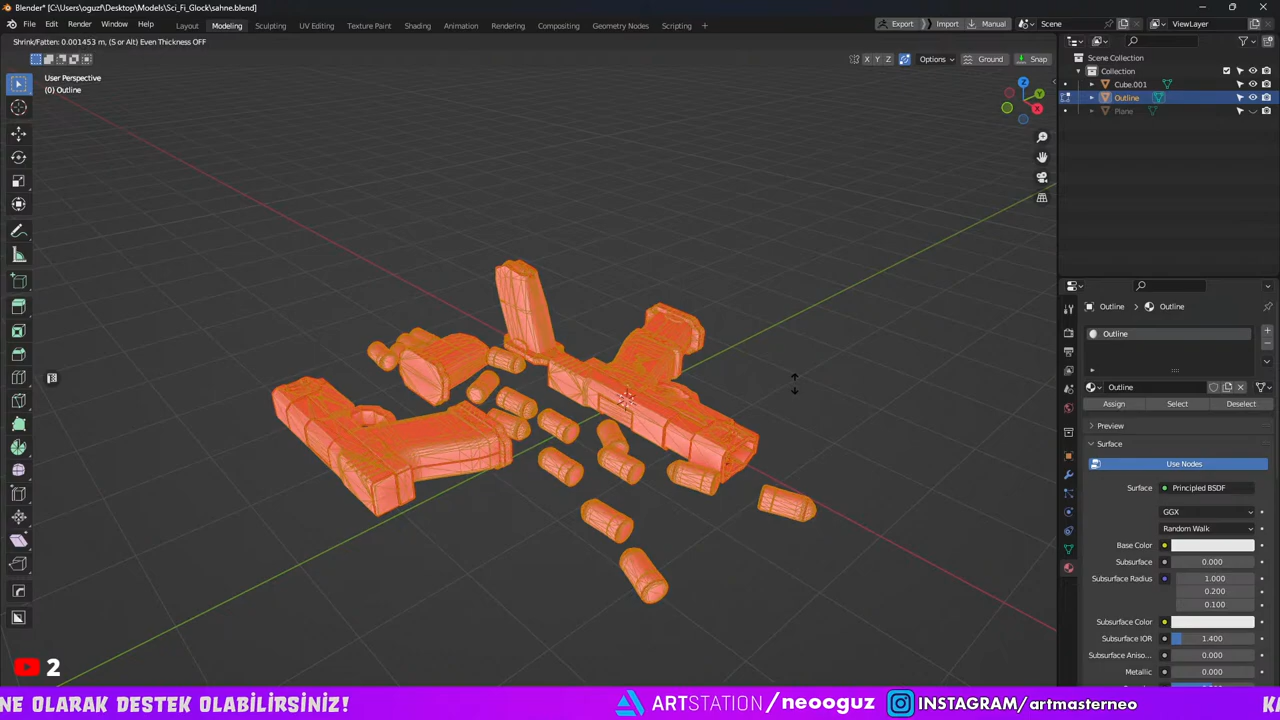 Blender* [C:\Users\oguzf\Desktop\Models\Sci_Fi_Glock\sahne.blend]
File Edit Render Window Help Layout Modeling Sculpting UV Editing Texture Paint Shading Animation Rendering Compositing Geometry Nodes Scripting + Export Import Manual Scene ViewLayer
Shrink/Fatten: 0.001453 m, (S or Alt) Even Thickness OFF
X Y Z Options Ground Snap
User Perspective
(0) Outline
Z
Y
X
Scene Collection
Collection
Cube.001
Outline
Plane
Outline Outline
Outline
Outline
Assign Select Deselect
Preview
Surface
Use Nodes
Surface Principled BSDF
GGX
Random Walk
Base Color
Subsurface 0.000
Subsurface Radius 1.000
0.200
0.100
Subsurface Color
Subsurface IOR 1.400
Subsurface Aniso... 0.000
Metallic 0.000
2
NE OLARAK DESTEK OLABİLİRSİNİZ! ARTSTATION/neooguz INSTAGRAM/artmasterneo